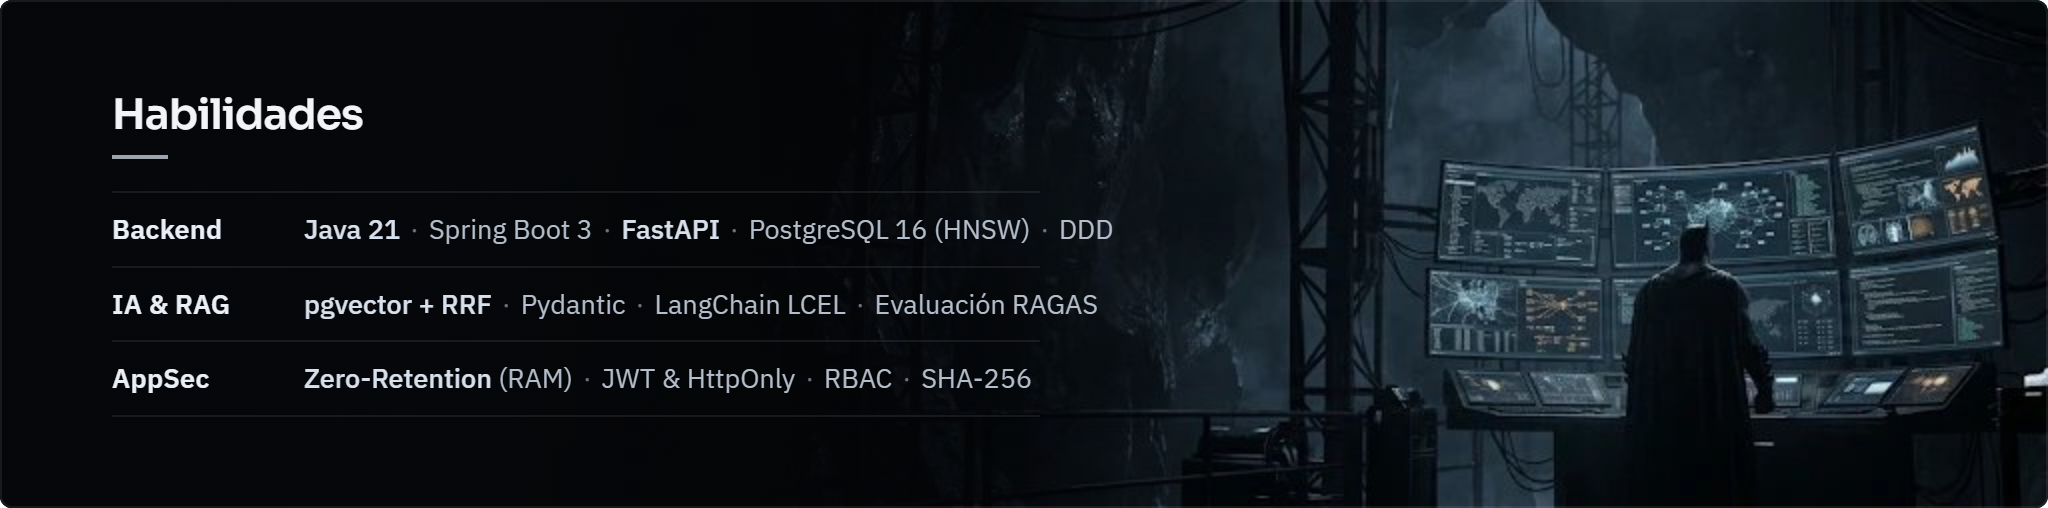 Habilidades
Backend Java 21 · Spring Boot 3 · FastAPI · PostgreSQL 16 (HNSW) · DDD
IA & RAG pgvector + RRF · Pydantic · LangChain LCEL · Evaluación RAGAS
AppSec Zero-Retention (RAM) · JWT & HttpOnly · RBAC · SHA-256